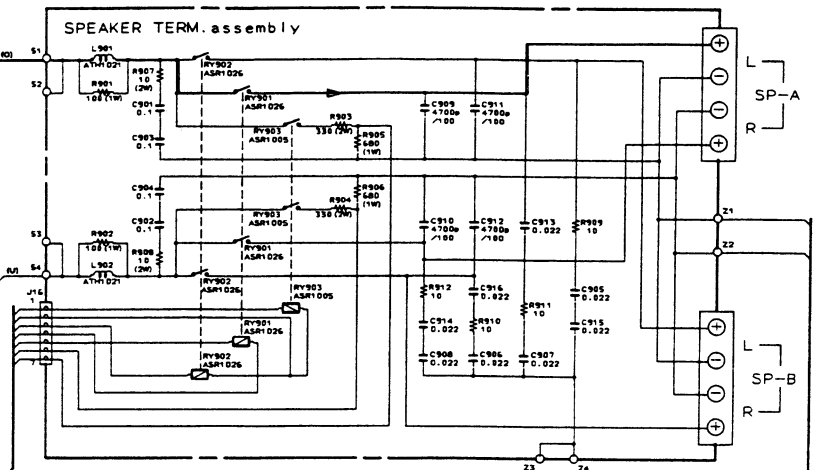 SPEAKER TERM. assembly
(O)
S1
L901
ATH1021
R901
100 (1W)
S2
R907
10
(2W)
C901
0.1
C903
0.1
RY902
ASR1026
RY901
ASR1026
RY903
ASR1005
R903
330 (2W)
R905
680
(1W)
C909
4700p
/100
C911
4700p
/100
L
SP-A
R
C904
0.1
C902
0.1
R908
10
(2W)
R906
680
(1W)
R904
330 (2W)
RY903
ASR1005
RY901
ASR1026
RY902
ASR1026
S3
R902
100 (1W)
(U)
S4
L902
ATH1021
C910
4700p
/100
C912
4700p
/100
C913
0.022
R909
10
Z1
Z2
R912
10
C916
0.022
R911
10
C905
0.022
C914
0.022
R910
10
C915
0.022
C908
0.022
C906
0.022
C907
0.022
J16
1
7
RY903
ASR1005
RY901
ASR1026
RY902
ASR1026
L
SP-B
R
Z3
Z4